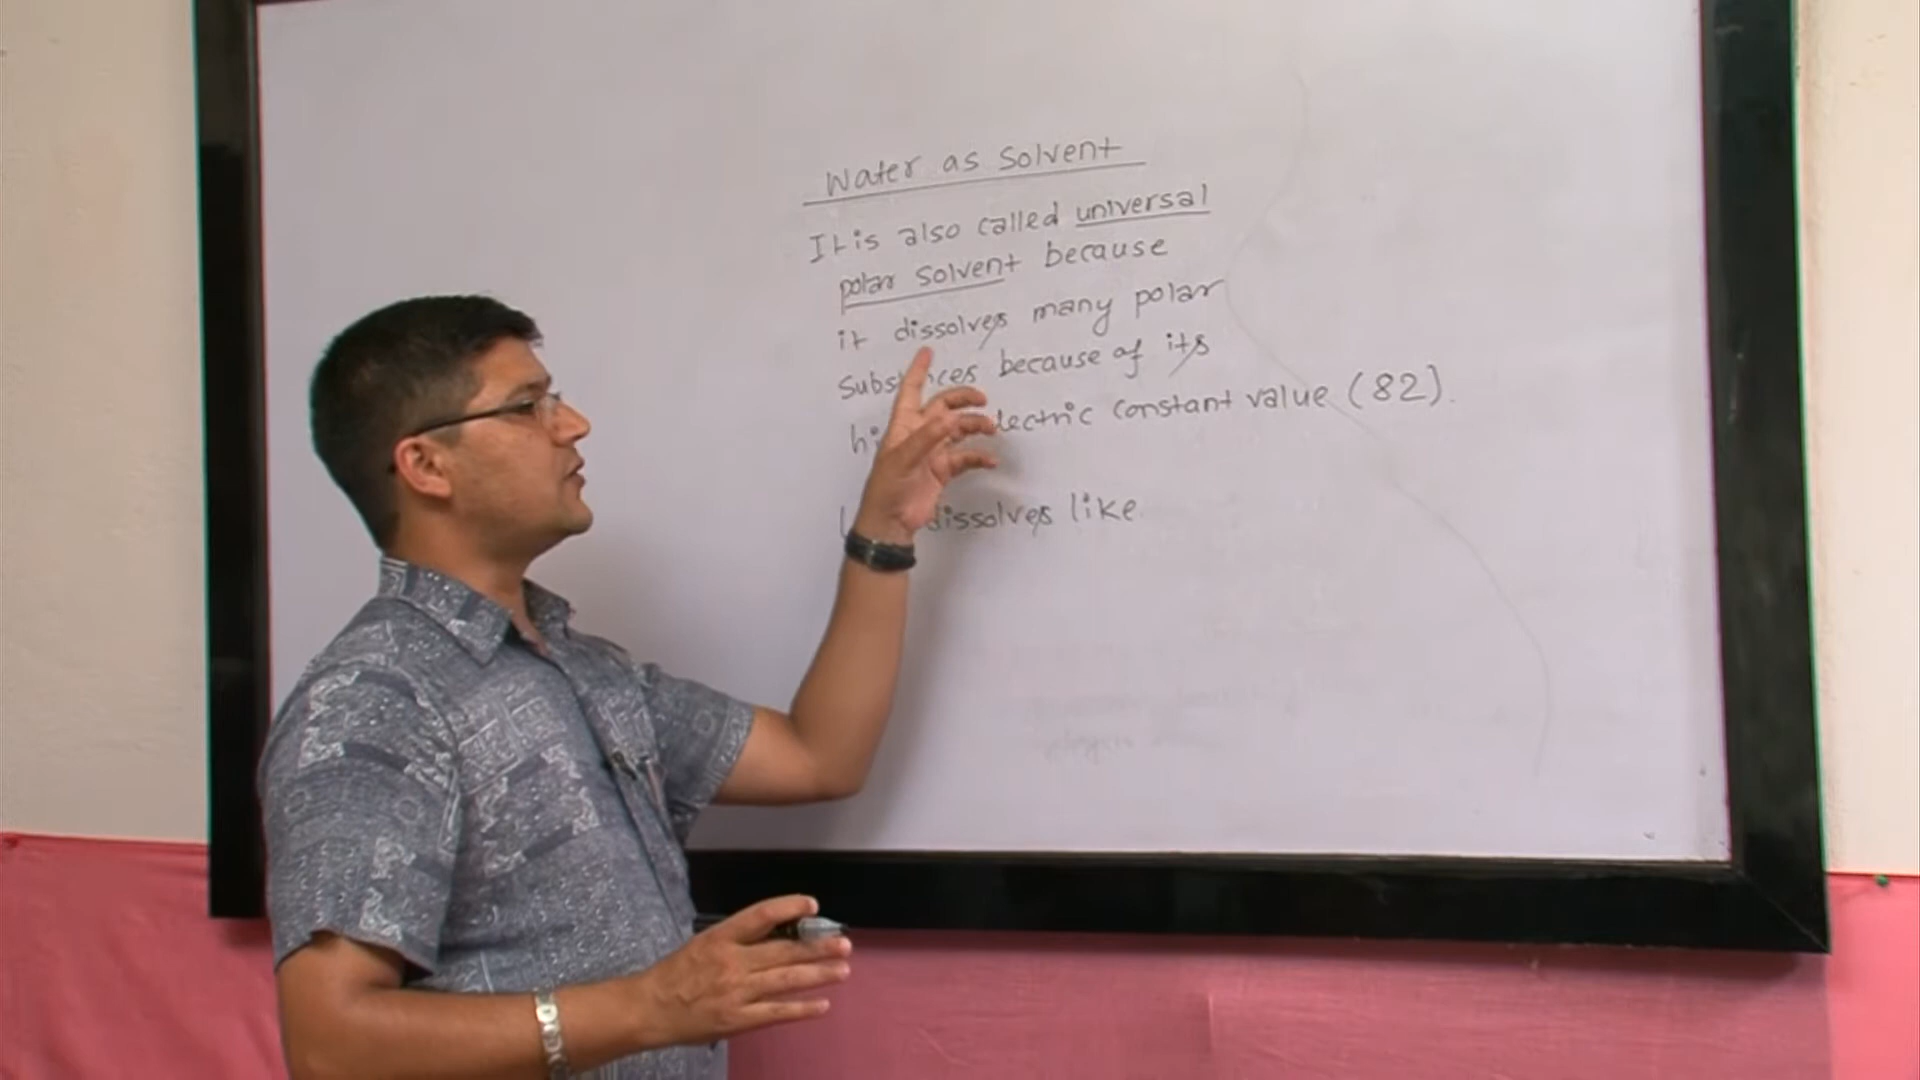 Water as Solvent
It is also called universal
polar solvent because
it dissolves many polar
because of its
constant value (82).
dissolves like